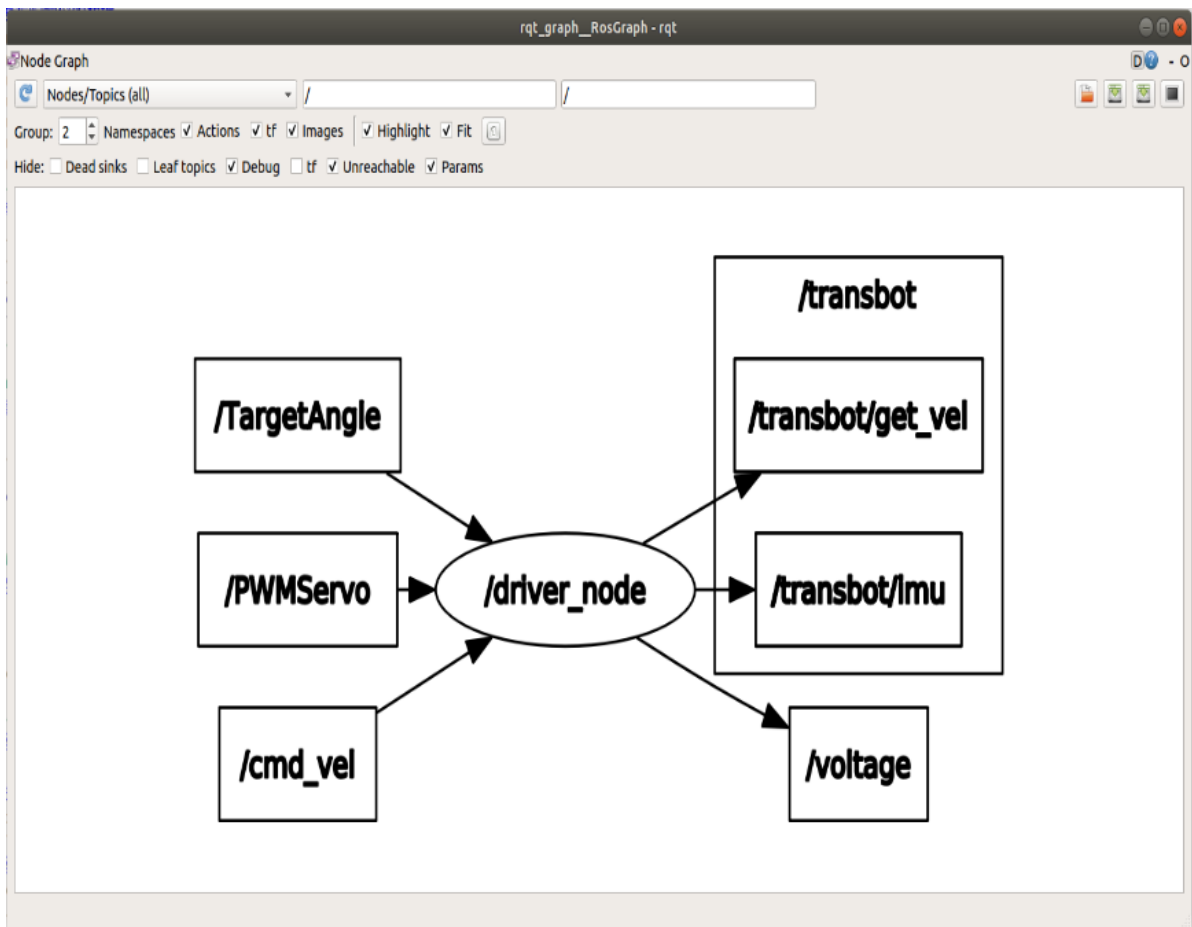 rqt_graph__RosGraph - rqt
Node Graph
D ? - O
Nodes/Topics (all) / /
Group: 2 Namespaces Actions tf Images Highlight Fit
Hide: Dead sinks Leaf topics Debug tf Unreachable Params
/transbot
/TargetAngle
/transbot/get_vel
/PWMServo
/driver_node
/transbot/Imu
/cmd_vel
/voltage